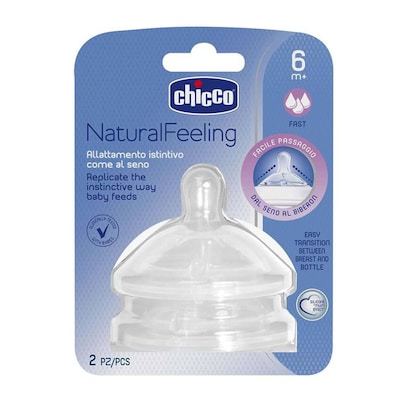 chicco
6
m+
FAST
NaturalFeeling
Allattamento istintivo
come al seno
Replicate the
instinctive way
baby feeds
FACILE PASSAGGIO
DAL SENO AL BIBERON
EASY
TRANSITION
BETWEEN
BREAST AND
BOTTLE
2 PZ/PCS